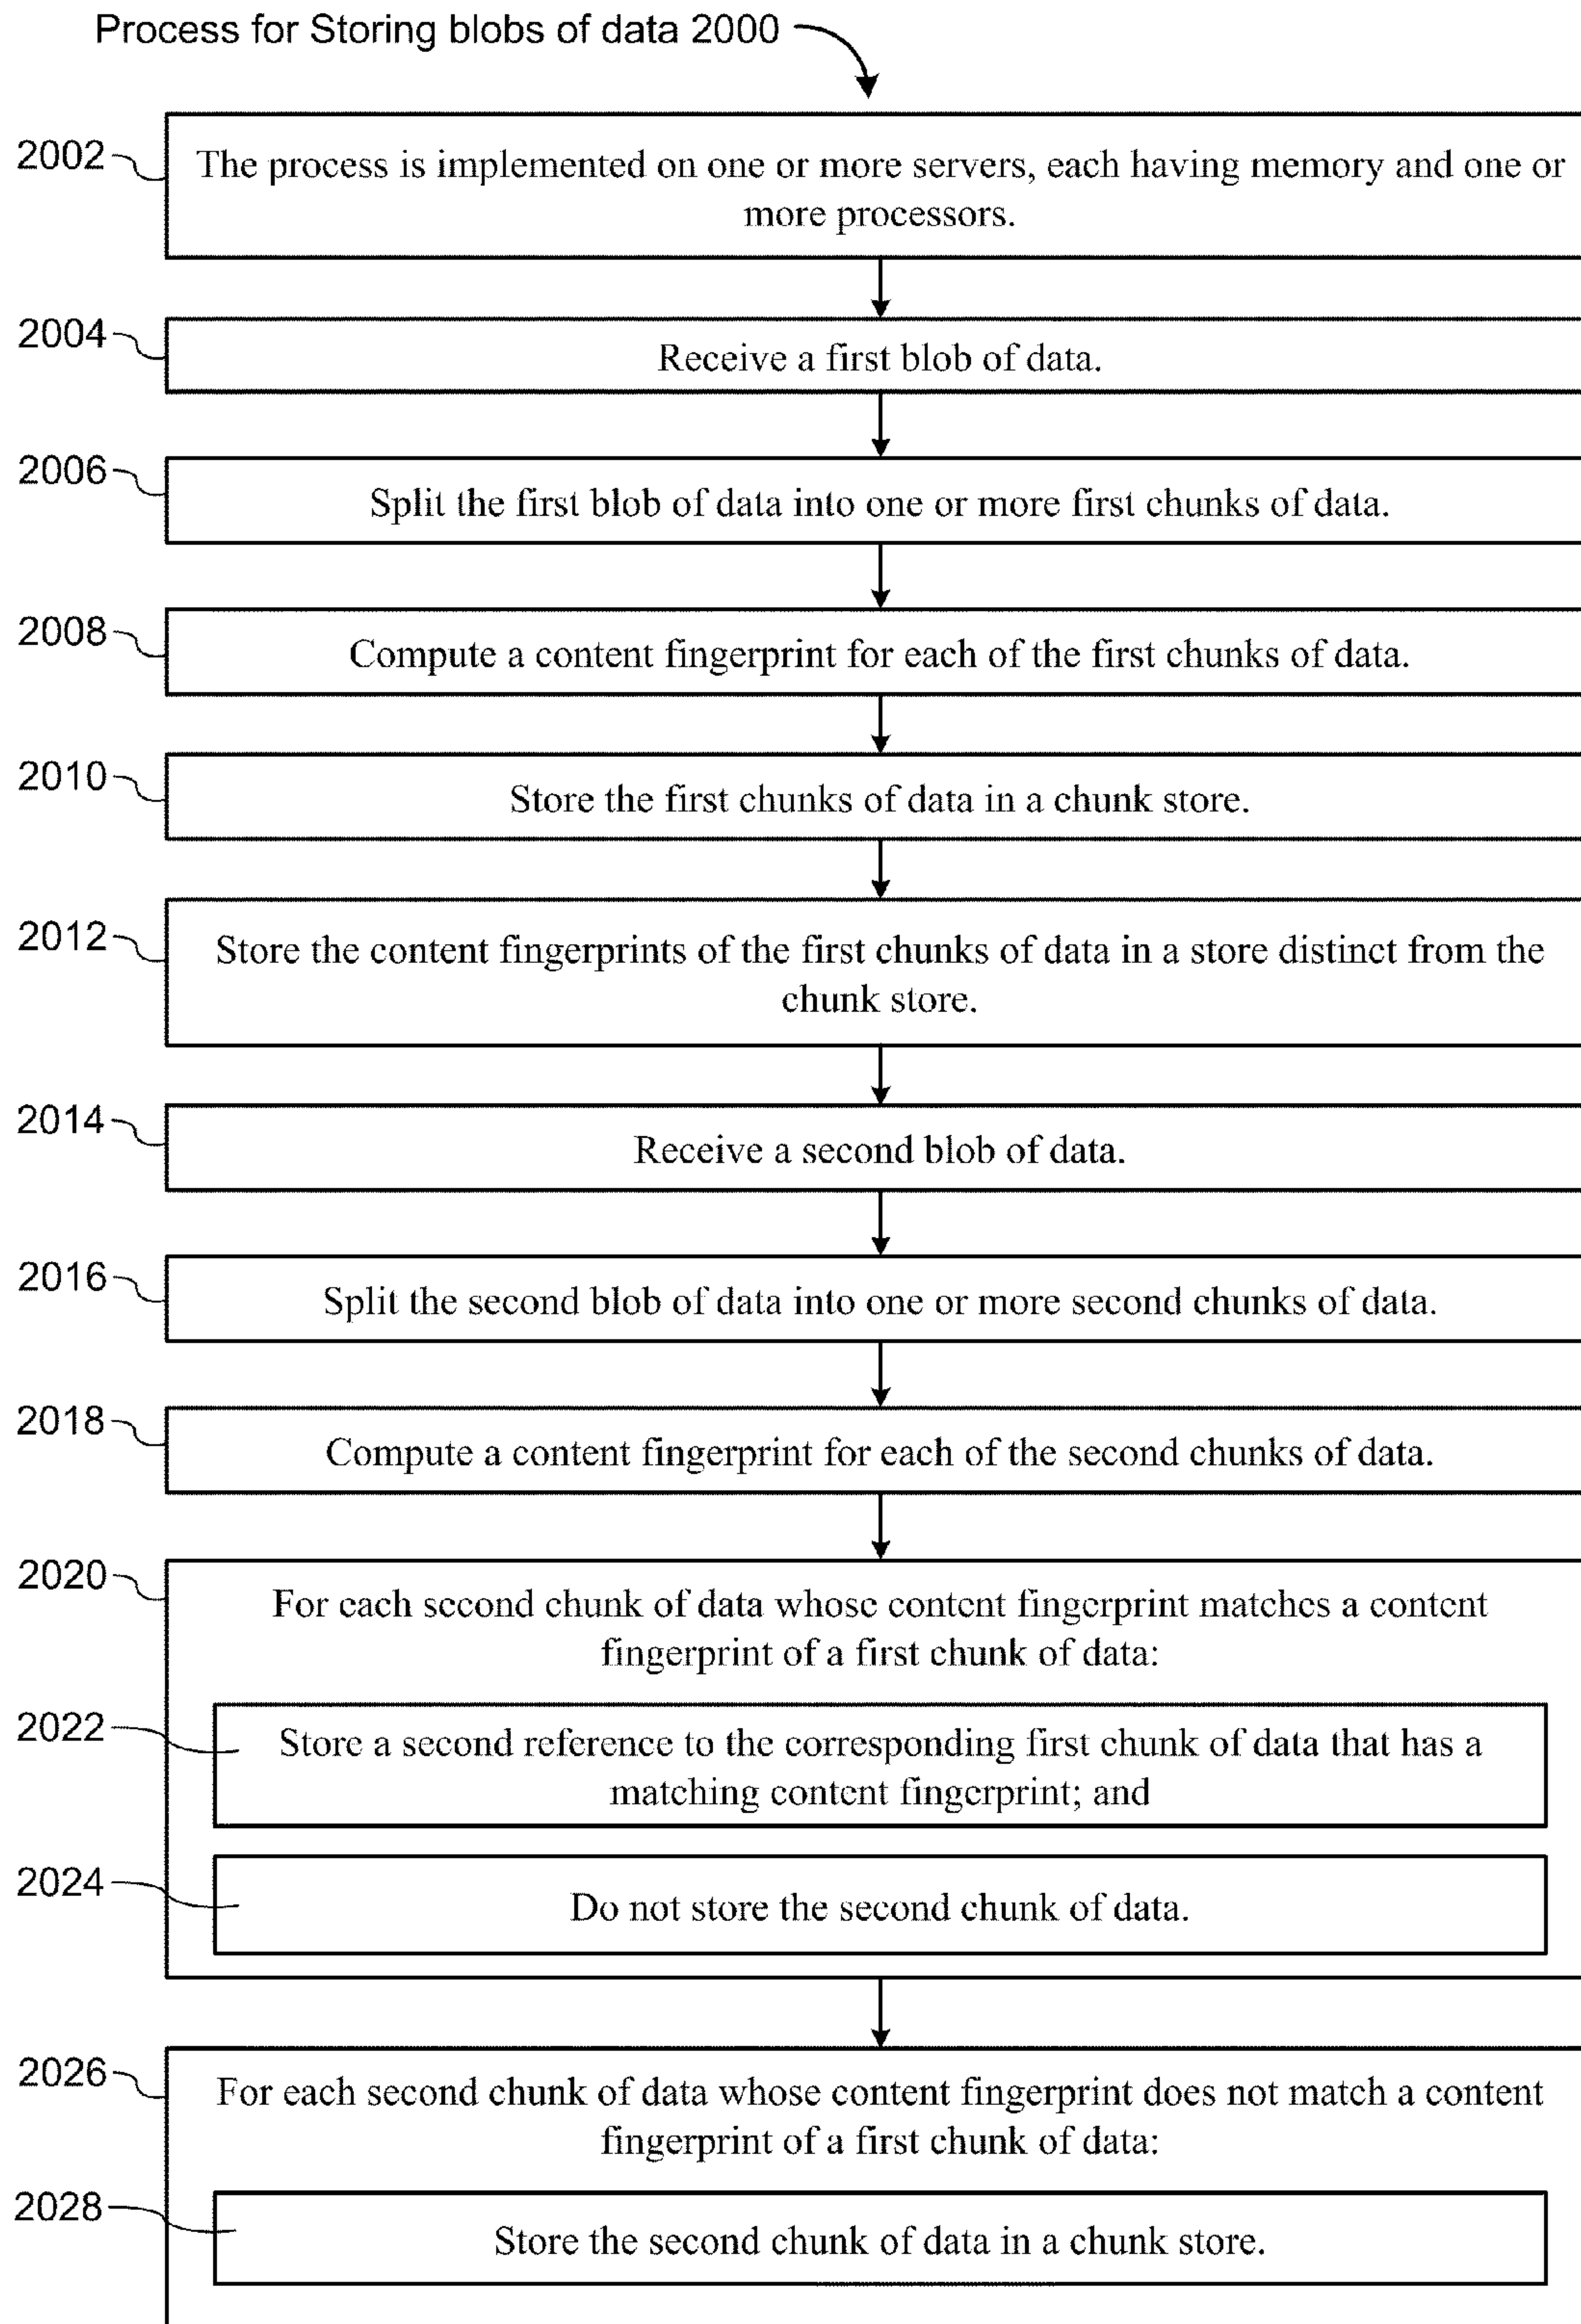 Process for Storing blobs of data 2000
2002
The process is implemented on one or more servers, each having memory and one or
more processors.
2004
Receive a first blob of data.
2006
Split the first blob of data into one or more first chunks of data.
2008
Compute a content fingerprint for each of the first chunks of data.
2010
Store the first chunks of data in a chunk store.
2012
Store the content fingerprints of the first chunks of data in a store distinct from the
chunk store.
2014
Receive a second blob of data.
2016
Split the second blob of data into one or more second chunks of data.
2018
Compute a content fingerprint for each of the second chunks of data.
2020
For each second chunk of data whose content fingerprint matches a content
fingerprint of a first chunk of data:
2022
Store a second reference to the corresponding first chunk of data that has a
matching content fingerprint; and
2024
Do not store the second chunk of data.
2026
For each second chunk of data whose content fingerprint does not match a content
fingerprint of a first chunk of data:
2028
Store the second chunk of data in a chunk store.